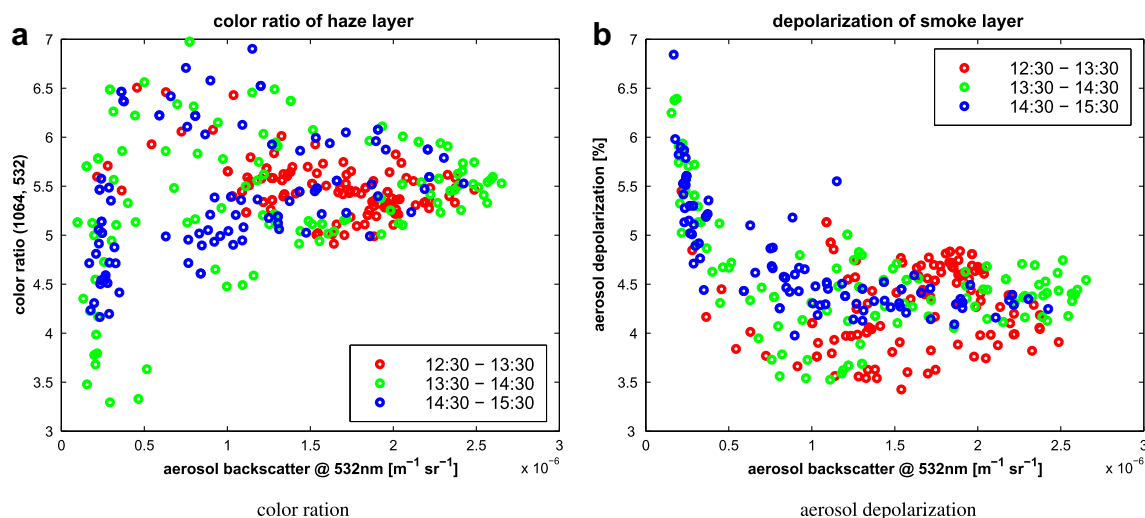 a
color ratio of haze layer
7
6.5
6
5.5
5
4.5
4
3.5
3
color ratio (1064, 532)
12:30 − 13:30
13:30 − 14:30
14:30 − 15:30
0 0.5 1 1.5 2 2.5 3
aerosol backscatter @ 532nm [m⁻¹ sr⁻¹] x 10⁻⁶
color ration
b
depolarization of smoke layer
7
6.5
6
5.5
5
4.5
4
3.5
3
aerosol depolarization [%]
12:30 − 13:30
13:30 − 14:30
14:30 − 15:30
0 0.5 1 1.5 2 2.5 3
aerosol backscatter @ 532nm [m⁻¹ sr⁻¹] x 10⁻⁶
aerosol depolarization